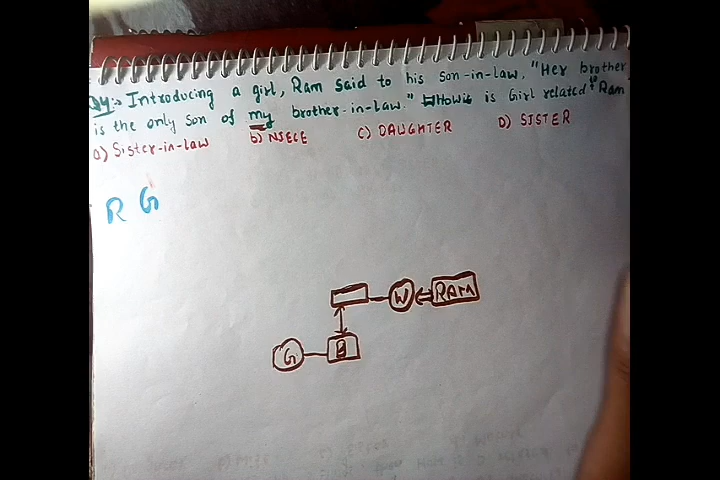 Q4:- Introducing a girl, Ram said to his son-in-law, "Her brother
is the only son of my brother-in-law." How is Girl related to Ram
a) Sister-in-law b) NIECE C) DAUGHTER D) SISTER
R G
W RAM
G B